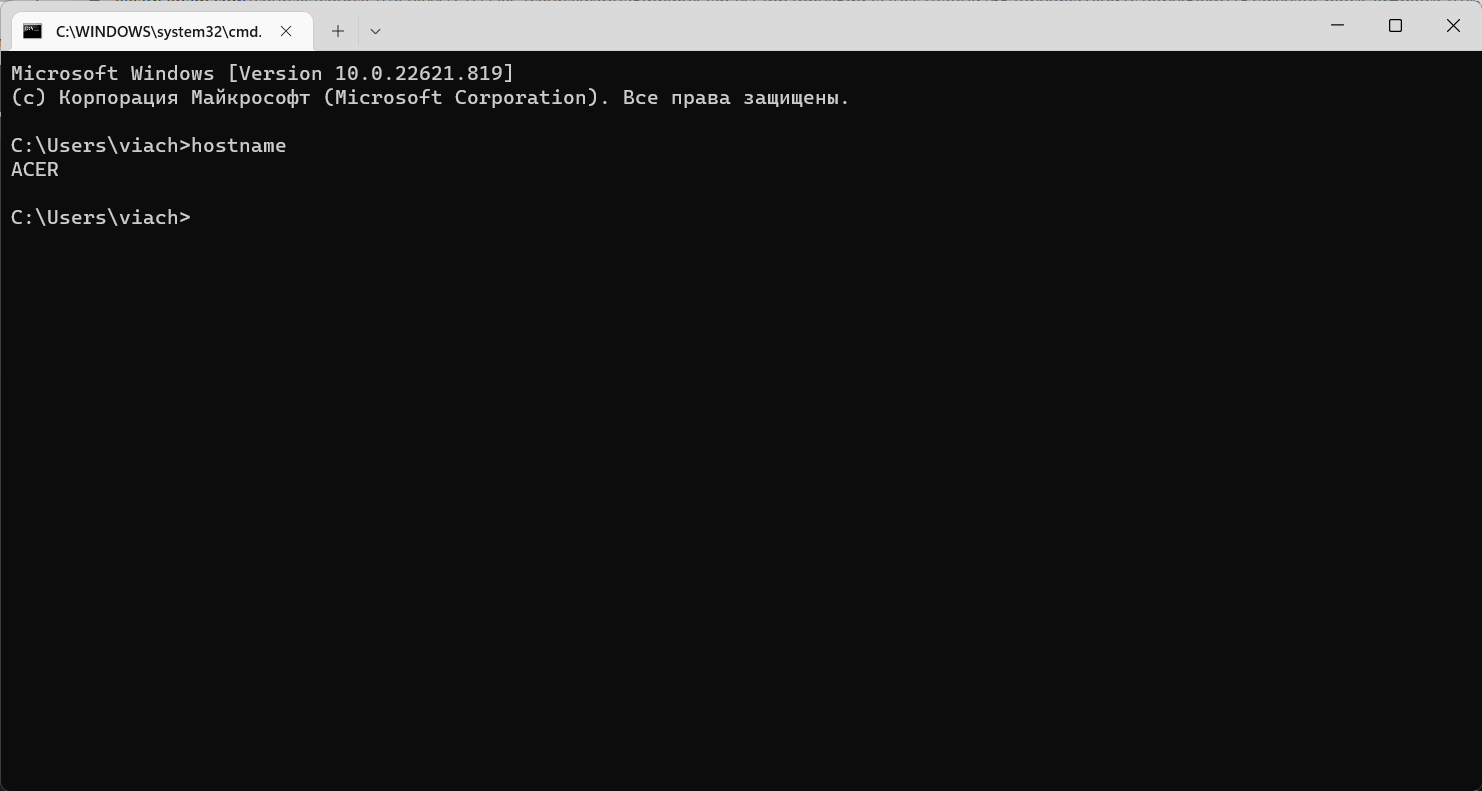 C:\WINDOWS\system32\cmd.
Microsoft Windows [Version 10.0.22621.819]
(c) Корпорация Майкрософт (Microsoft Corporation). Все права защищены.
C:\Users\viach>hostname
ACER
C:\Users\viach>